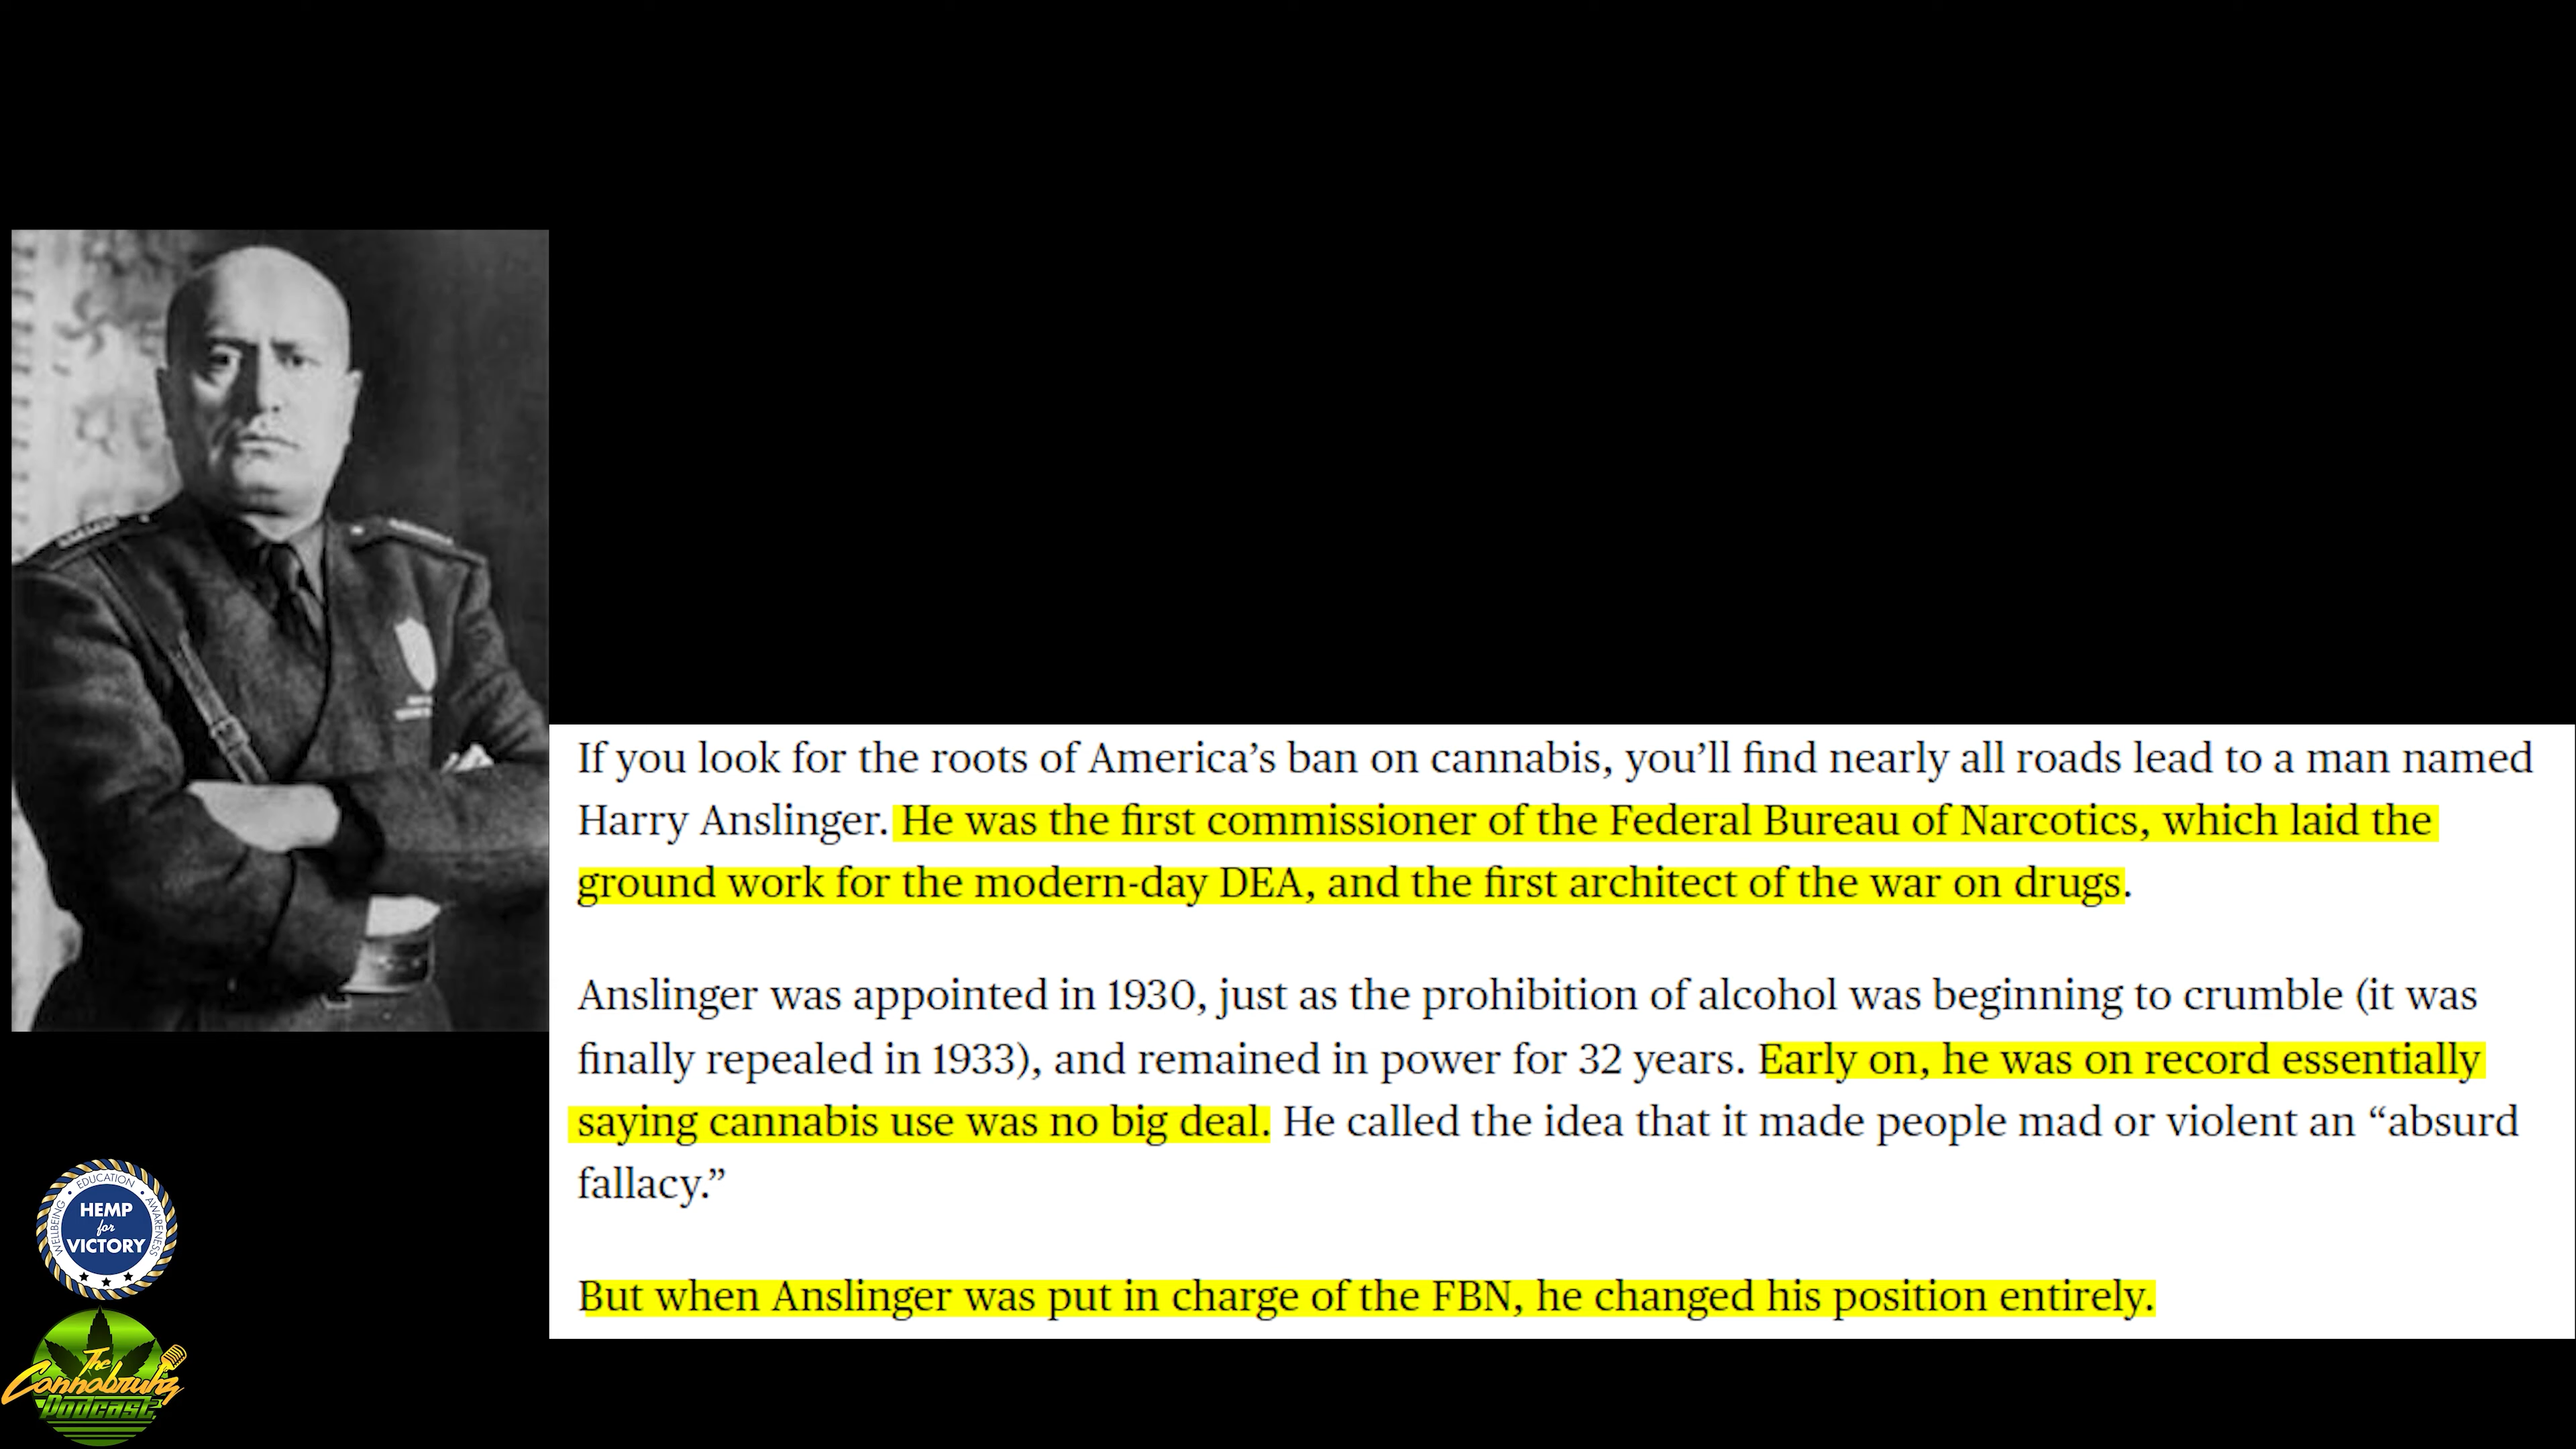 If you look for the roots of America’s ban on cannabis, you’ll find nearly all roads lead to a man named
Harry Anslinger. He was the first commissioner of the Federal Bureau of Narcotics, which laid the
ground work for the modern-day DEA, and the first architect of the war on drugs.
Anslinger was appointed in 1930, just as the prohibition of alcohol was beginning to crumble (it was
finally repealed in 1933), and remained in power for 32 years. Early on, he was on record essentially
saying cannabis use was no big deal. He called the idea that it made people mad or violent an “absurd
fallacy.”
But when Anslinger was put in charge of the FBN, he changed his position entirely.
WELLBEING • EDUCATION • AWARENESS
HEMP
for
VICTORY
The
Cannabruhz
Podcast